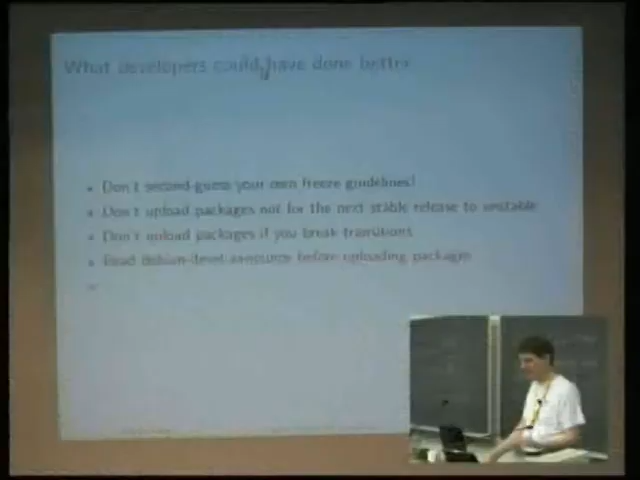 What developers could have done better
Don't second-guess your own freeze guidelines!
Don't upload packages not for the next stable release to unstable
Don't upload packages if you break transitions
Read debian-devel-announce before uploading packages